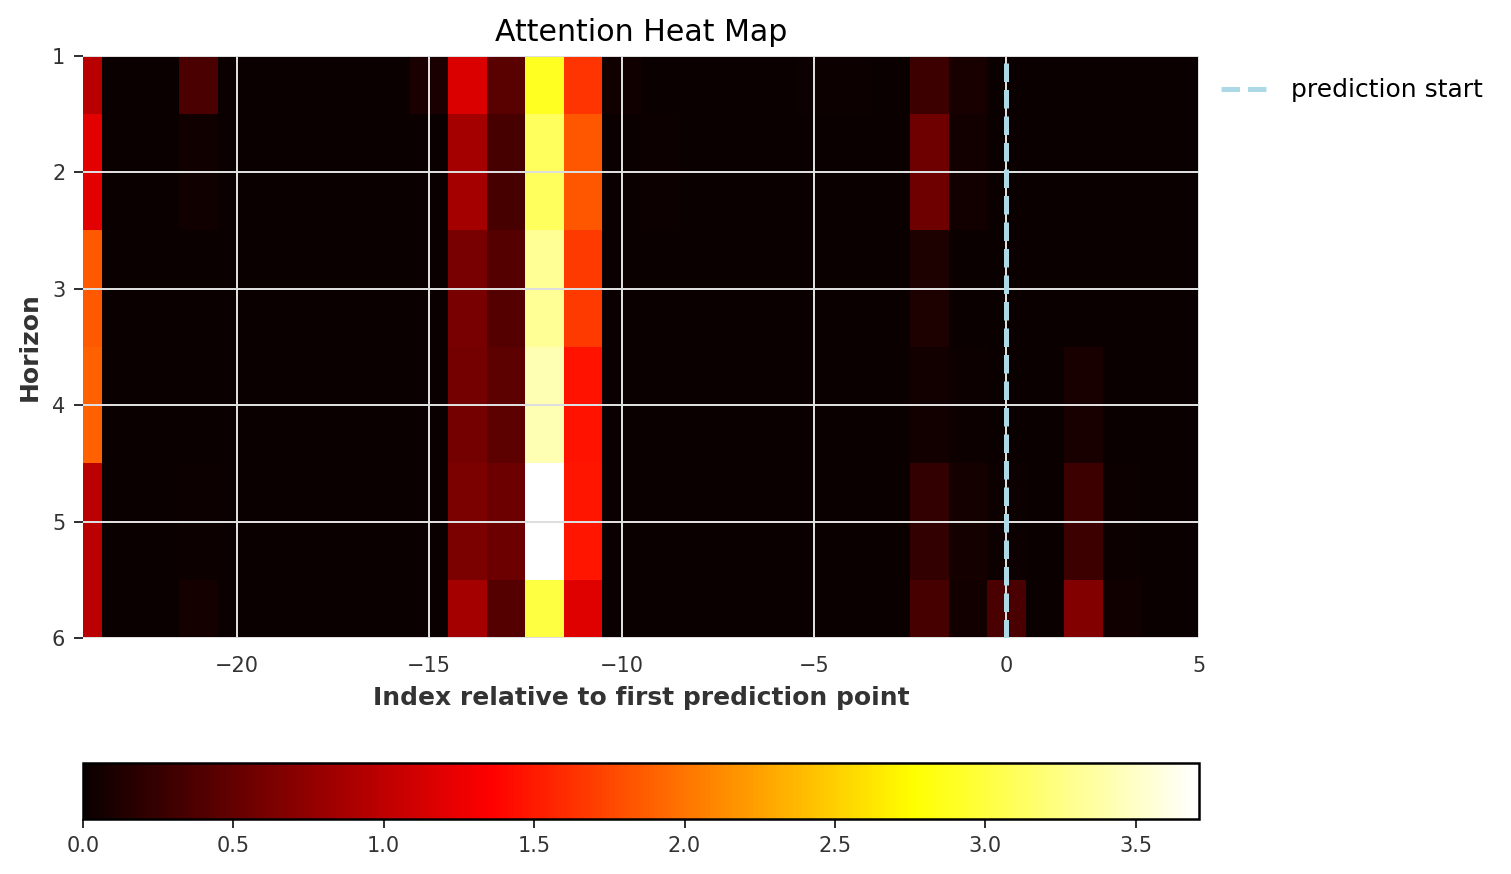 Attention Heat Map
prediction start
1
2
3
4
5
6
Horizon
−20 −15 −10 −5 0 5
Index relative to first prediction point
0.0 0.5 1.0 1.5 2.0 2.5 3.0 3.5